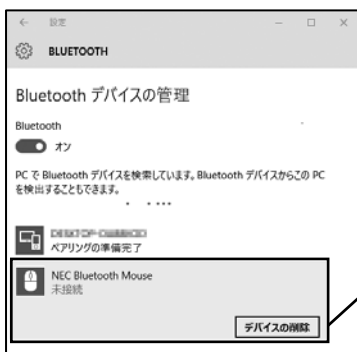 設定
BLUETOOTH
Bluetooth デバイスの管理
Bluetooth
オン
PC で Bluetooth デバイスを検索しています。Bluetooth デバイスからこの PC
を検出することもできます。
ペアリングの準備完了
NEC Bluetooth Mouse
未接続
デバイスの削除